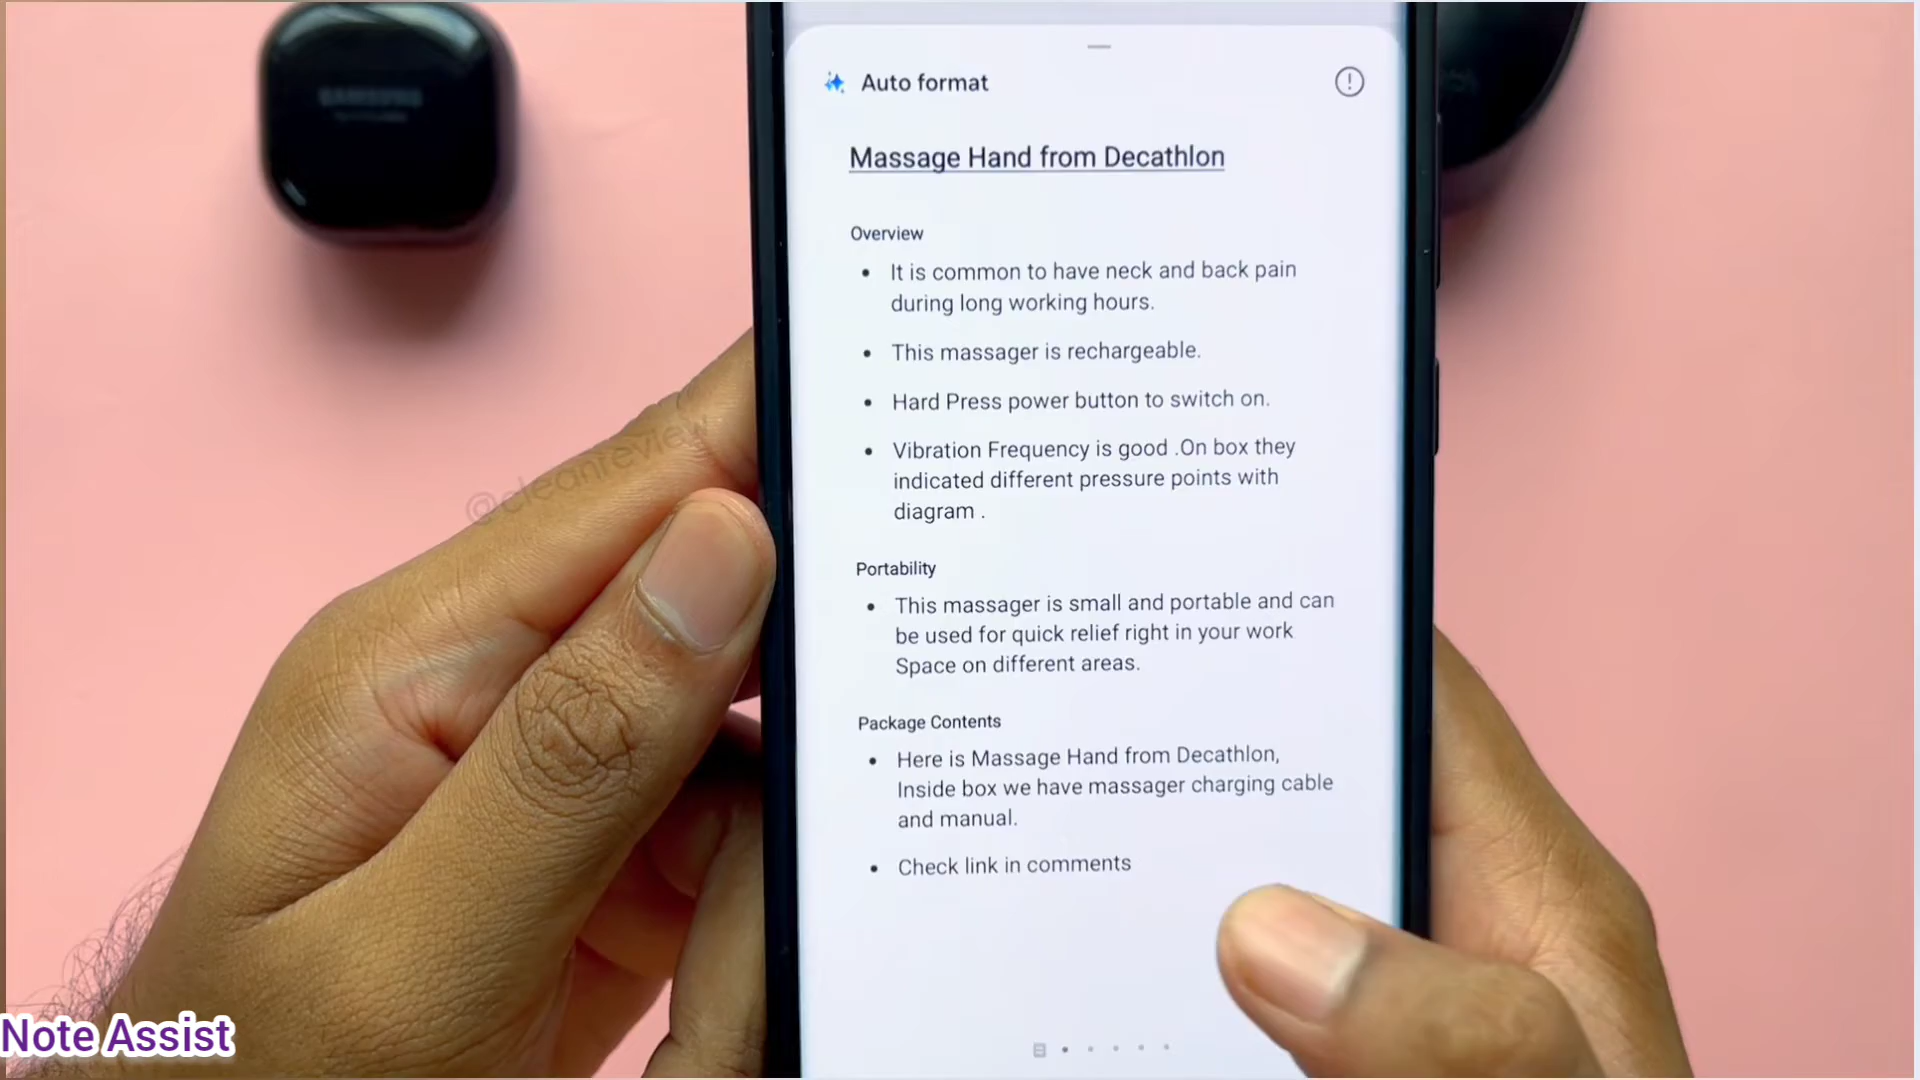 SAMSUNG
Auto format
Massage Hand from Decathlon
Overview
• It is common to have neck and back pain
during long working hours.
• This massager is rechargeable.
• Hard Press power button to switch on.
• Vibration Frequency is good .On box they
indicated different pressure points with
diagram .
Portability
• This massager is small and portable and can
be used for quick relief right in your work
Space on different areas.
Package Contents
• Here is Massage Hand from Decathlon,
Inside box we have massager charging cable
and manual.
• Check link in comments
@cleanreview
Note Assist